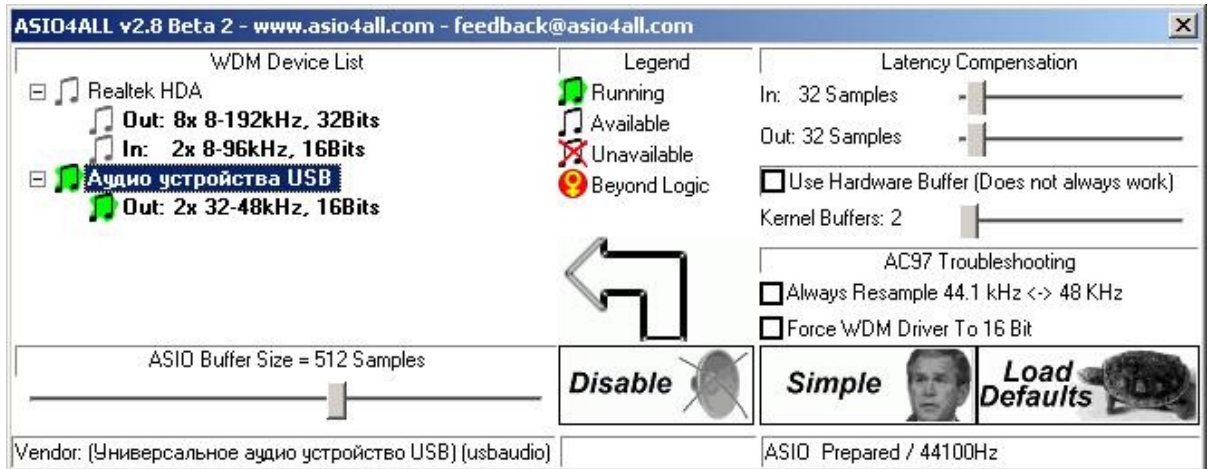 ASIO4ALL v2.8 Beta 2 - www.asio4all.com - feedback@asio4all.com
WDM Device List
Realtek HDA
Out: 8x 8-192kHz, 32Bits
In: 2x 8-96kHz, 16Bits
Аудио устройства USB
Out: 2x 32-48kHz, 16Bits
ASIO Buffer Size = 512 Samples
Legend
Running
Available
Unavailable
Beyond Logic
Disable
Latency Compensation
In: 32 Samples
Out: 32 Samples
Use Hardware Buffer (Does not always work)
Kernel Buffers: 2
AC97 Troubleshooting
Always Resample 44.1 kHz <-> 48 KHz
Force WDM Driver To 16 Bit
Simple
Load
Defaults
Vendor: (Универсальное аудио устройство USB) (usbaudio)
ASIO Prepared / 44100Hz